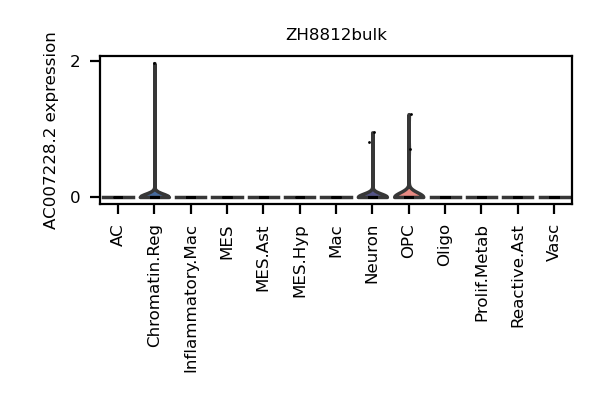 ZH8812bulk
AC007228.2 expression
2
0
AC
Chromatin.Reg
Inflammatory.Mac
MES
MES.Ast
MES.Hyp
Mac
Neuron
OPC
Oligo
Prolif.Metab
Reactive.Ast
Vasc